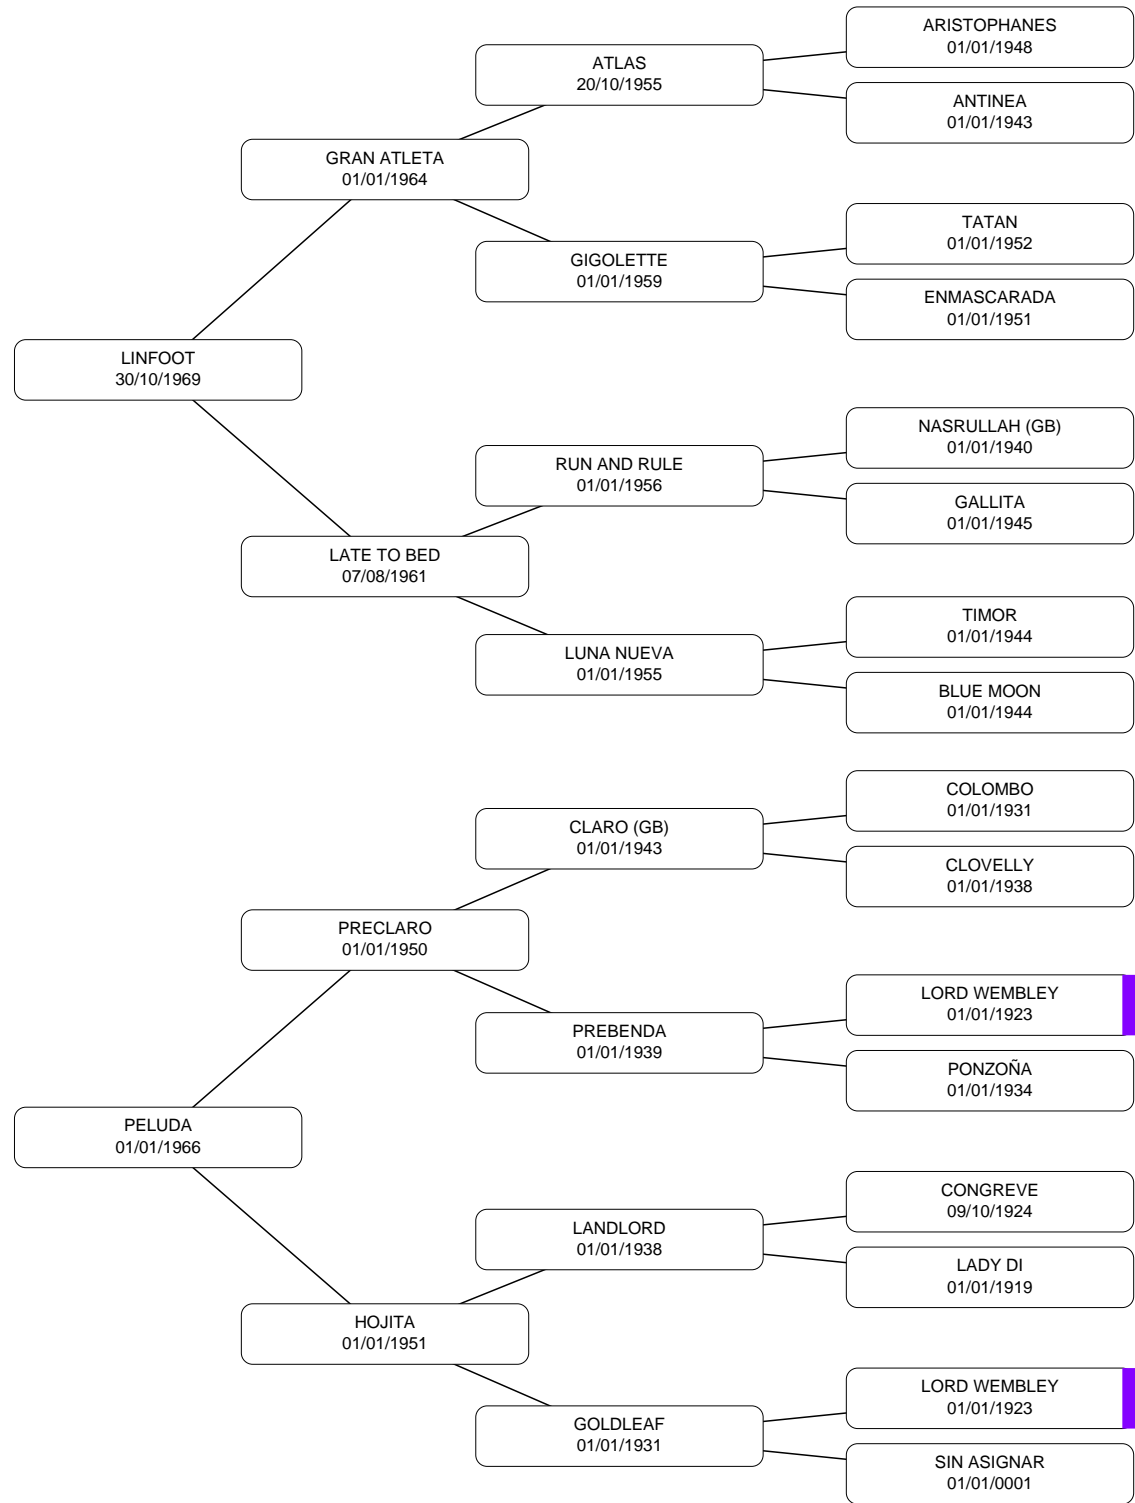 ARISTOPHANES
01/01/1948
ATLAS
20/10/1955
ANTINEA
01/01/1943
GRAN ATLETA
01/01/1964
TATAN
01/01/1952
GIGOLETTE
01/01/1959
ENMASCARADA
01/01/1951
LINFOOT
30/10/1969
NASRULLAH (GB)
01/01/1940
RUN AND RULE
01/01/1956
GALLITA
01/01/1945
LATE TO BED
07/08/1961
TIMOR
01/01/1944
LUNA NUEVA
01/01/1955
BLUE MOON
01/01/1944
COLOMBO
01/01/1931
CLARO (GB)
01/01/1943
CLOVELLY
01/01/1938
PRECLARO
01/01/1950
LORD WEMBLEY
01/01/1923
PREBENDA
01/01/1939
PONZOÑA
01/01/1934
PELUDA
01/01/1966
CONGREVE
09/10/1924
LANDLORD
01/01/1938
LADY DI
01/01/1919
HOJITA
01/01/1951
LORD WEMBLEY
01/01/1923
GOLDLEAF
01/01/1931
SIN ASIGNAR
01/01/0001